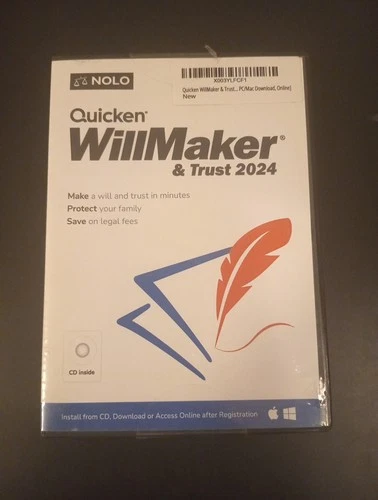 NOLO
X003YLFCF1
Quicken WillMaker & Trust... PC/Mac Download, Online]
New
Quicken®
WillMaker®
& Trust 2024
Make a will and trust in minutes
Protect your family
Save on legal fees
CD inside
Install from CD, Download or Access Online after Registration